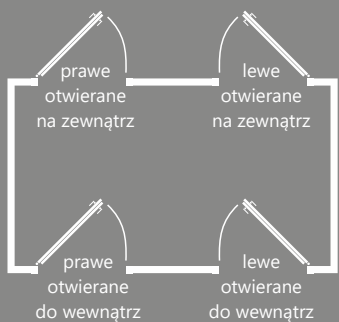 prawe
otwierane
na zewnątrz
lewe
otwierane
na zewnątrz
prawe
otwierane
do wewnątrz
lewe
otwierane
do wewnątrz